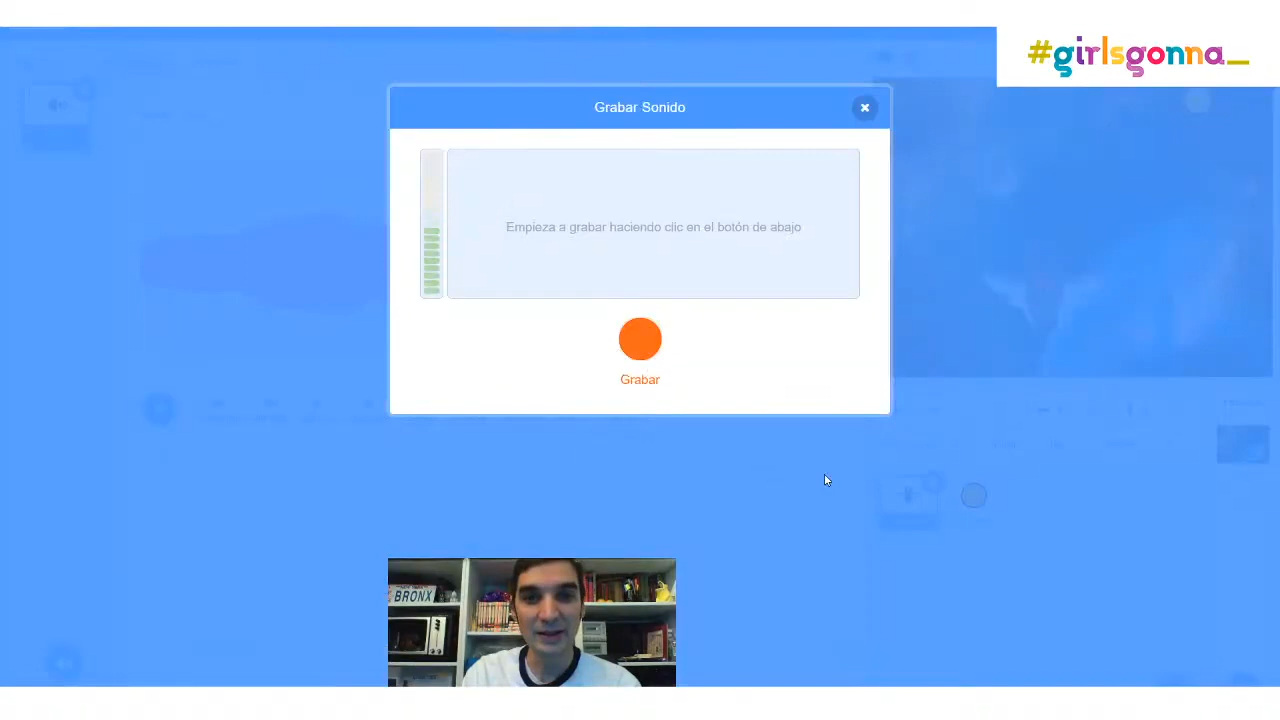 #girlsgonna_
Grabar Sonido
Empieza a grabar haciendo clic en el botón de abajo
Grabar
BRONX